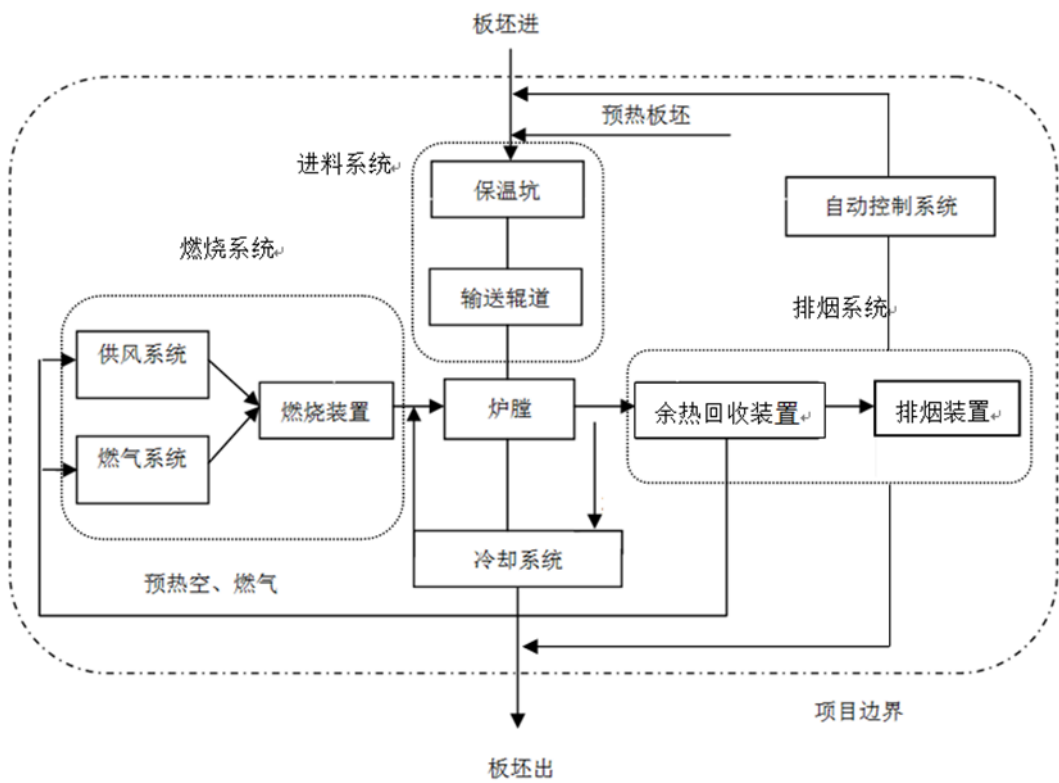 板坯进
预热板坯
进料系统
保温坑
自动控制系统
燃烧系统
输送辊道
排烟系统
供风系统
燃烧装置
炉膛
余热回收装置
排烟装置
燃气系统
冷却系统
预热空、燃气
项目边界
板坯出